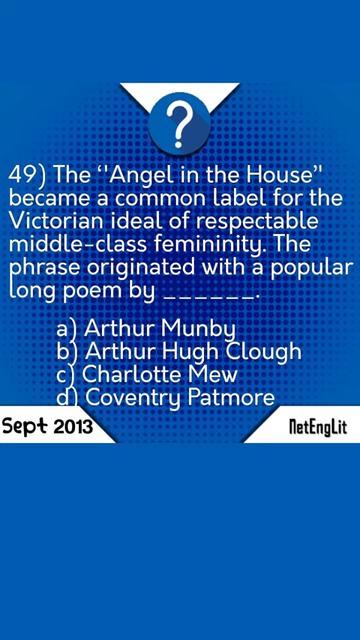 ?
49) The ‘'Angel in the House"
became a common label for the
Victorian ideal of respectable
middle-class femininity. The
phrase originated with a popular
long poem by ______.
a) Arthur Munby
b) Arthur Hugh Clough
c) Charlotte Mew
d) Coventry Patmore
Sept 2013
NetEngLit